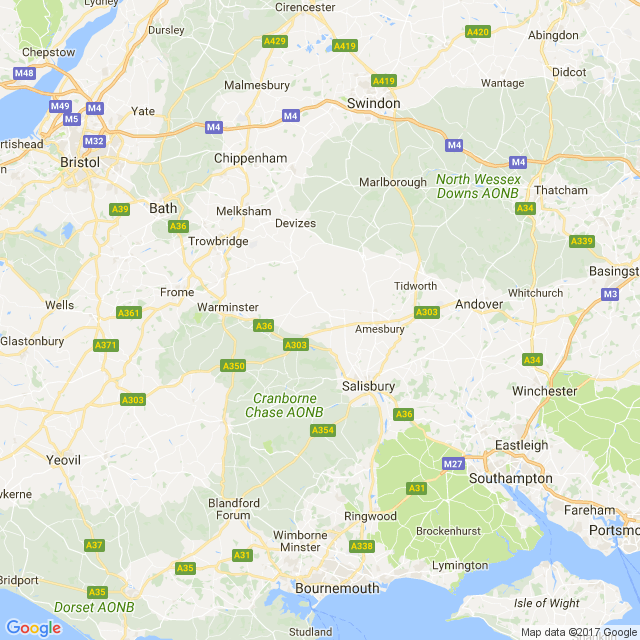 Lydney
Cirencester
Dursley
A420
Abingdon
Chepstow
A429
A419
M48
Didcot
Malmesbury
A419
Wantage
M49
M4
Yate
Swindon
M5
M4
M4
rtishead
M32
M4
Bristol
Chippenham
M4
Marlborough
North Wessex
Downs AONB
Thatcham
Bath
A39
Melksham
A34
A36
Devizes
Trowbridge
A339
Basingst
Tidworth
Frome
Whitchurch
M3
Wells
Warminster
Andover
A361
A303
A36
Amesbury
Glastonbury
A371
A303
A350
A34
Salisbury
Winchester
A303
Cranborne
Chase AONB
A36
A354
Eastleigh
Yeovil
M27
Southampton
wkerne
A31
Blandford
Forum
Fareham
Ringwood
Portsmo
Wimborne
Minster
Brockenhurst
A37
A338
A31
A35
Lymington
Bridport
A35
Bournemouth
Dorset AONB
Isle of Wight
Google
Studland
Map data ©2017 Google